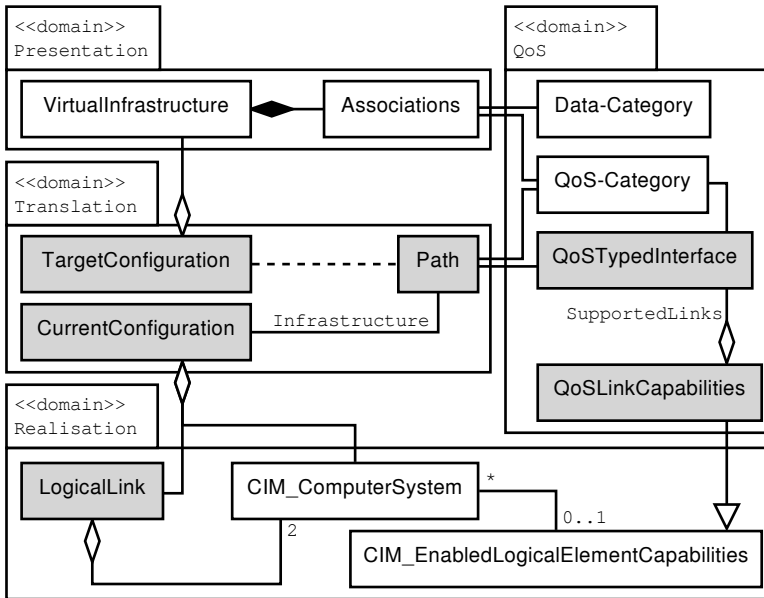 <<domain>>
Presentation
<<domain>>
QoS
VirtualInfrastructure
Associations
Data-Category
QoS-Category
<<domain>>
Translation
TargetConfiguration
Path
QoSTypedInterface
CurrentConfiguration
Infrastructure
SupportedLinks
QoSLinkCapabilities
<<domain>>
Realisation
LogicalLink
CIM_ComputerSystem
*
2
0..1
CIM_EnabledLogicalElementCapabilities